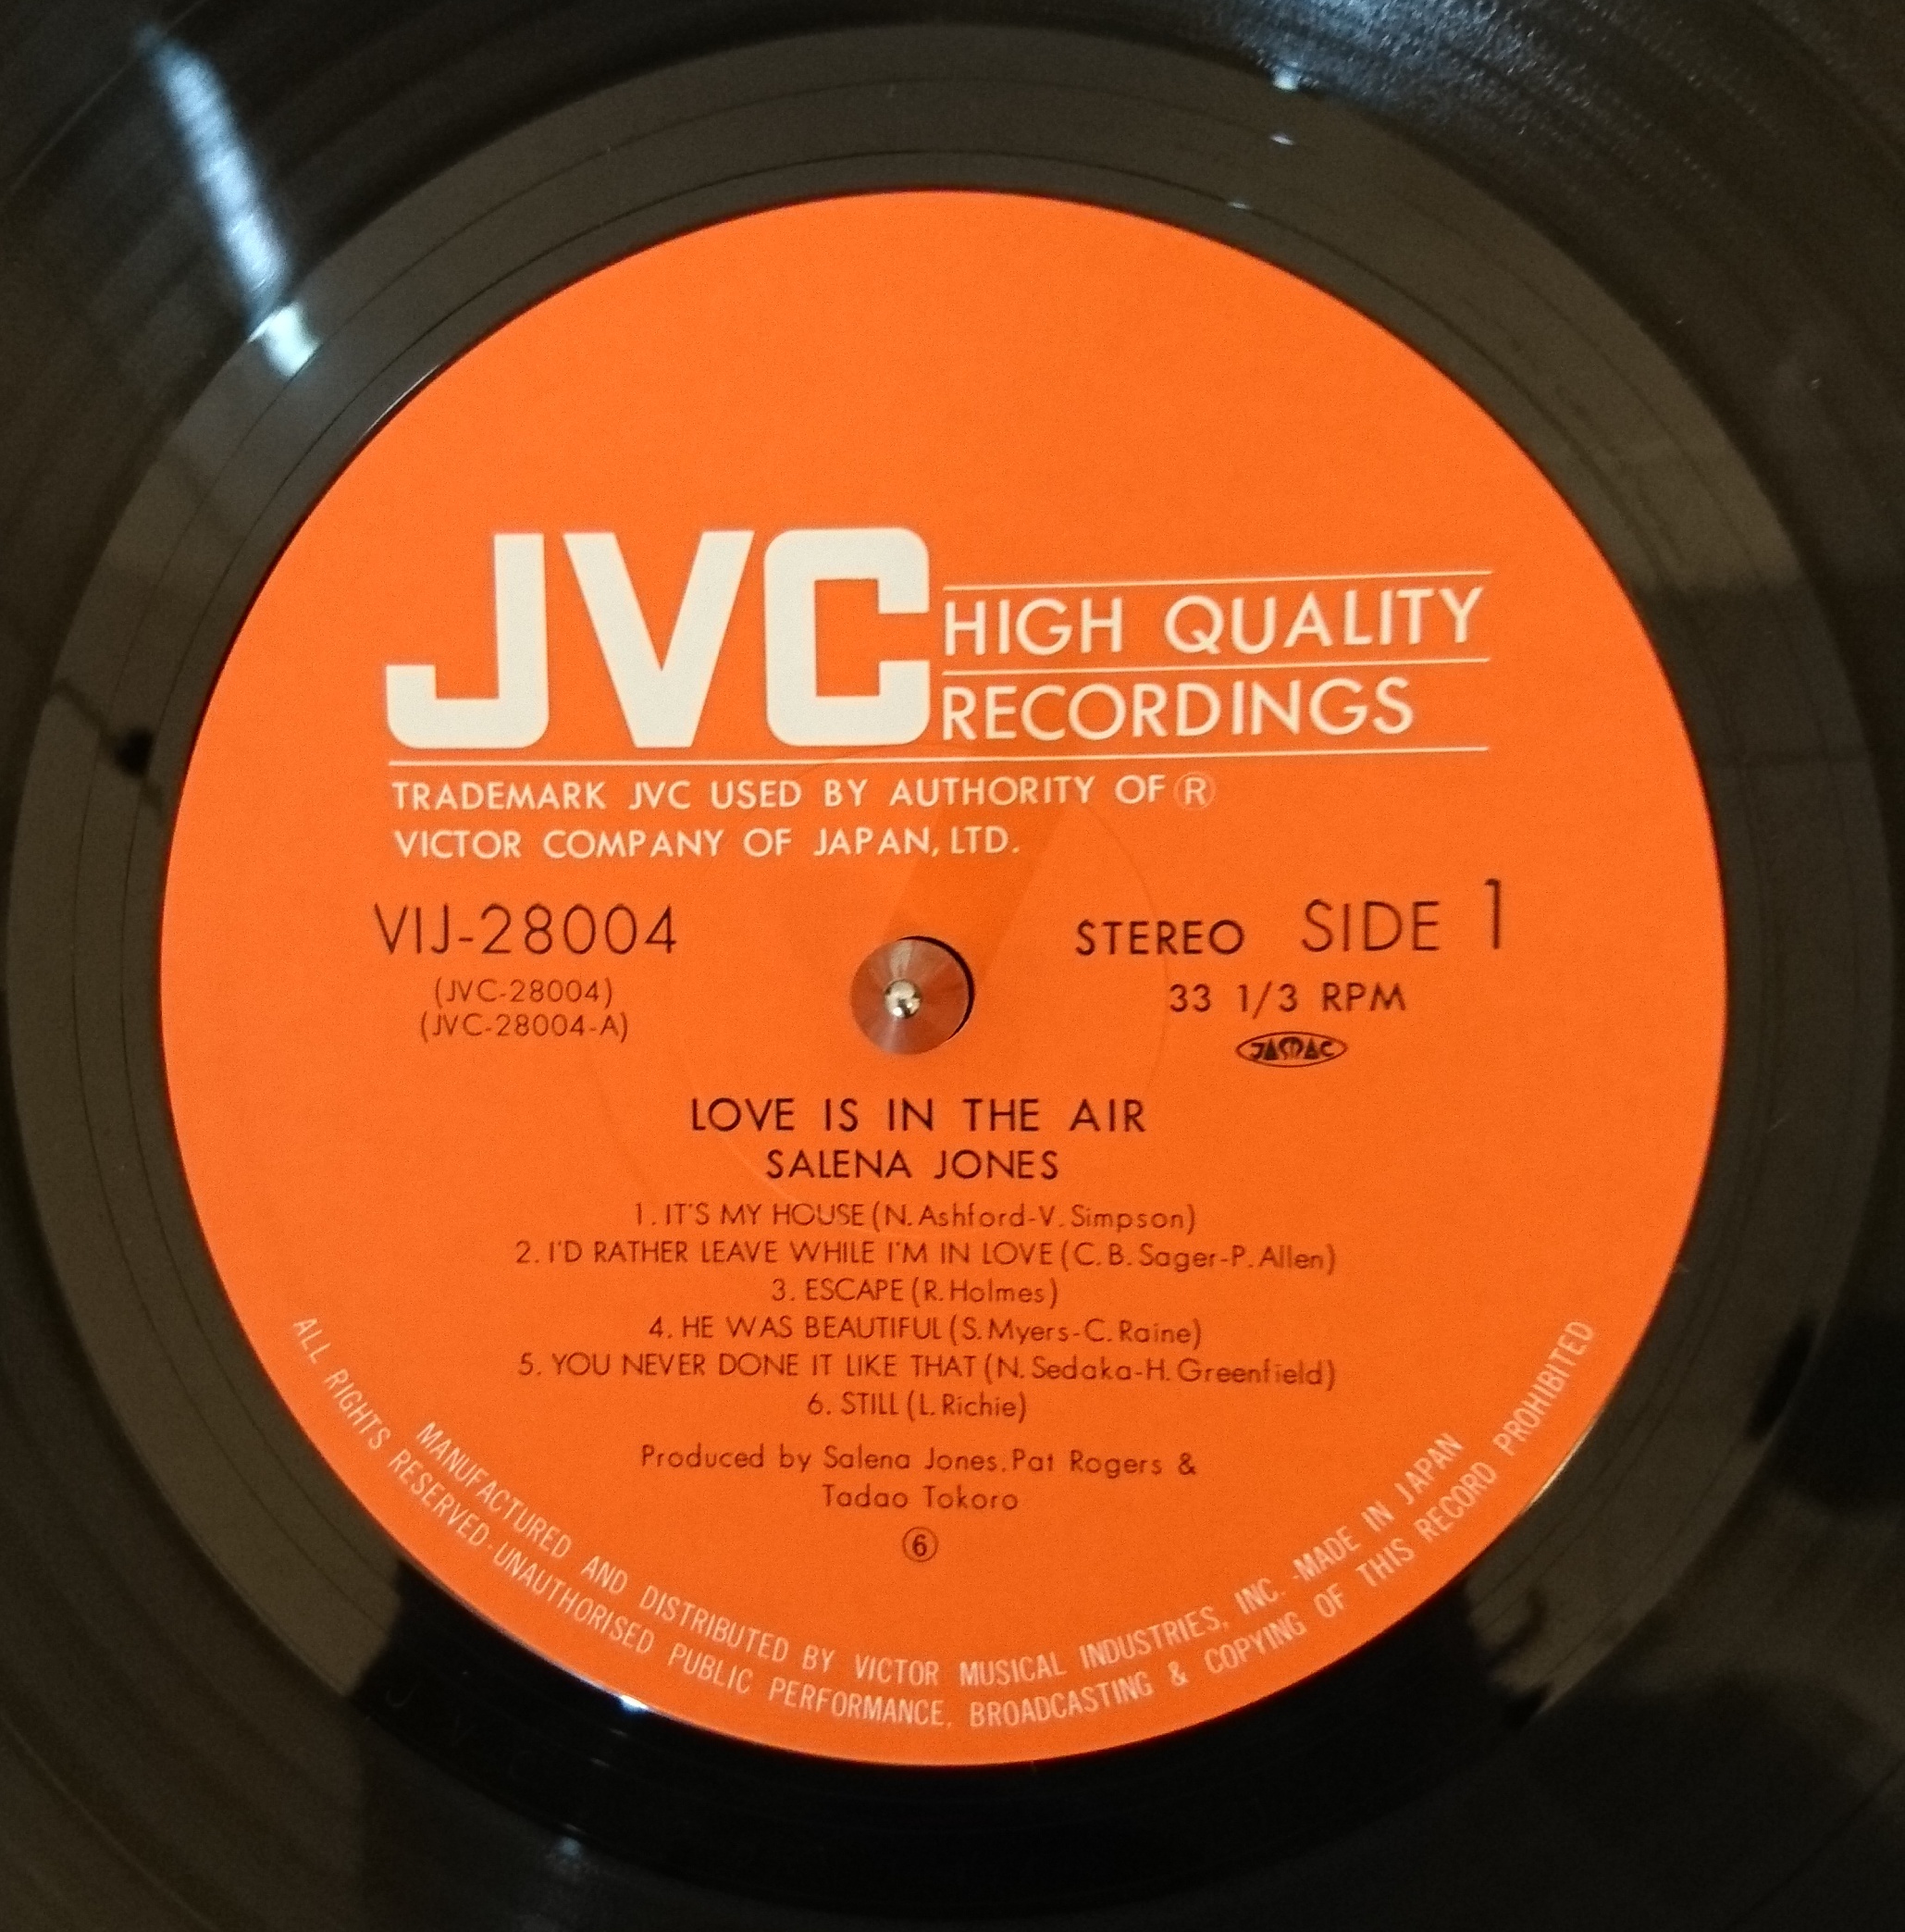 JVC HIGH QUALITY
RECORDINGS
TRADEMARK JVC USED BY AUTHORITY OF ®
VICTOR COMPANY OF JAPAN, LTD.
VIJ-28004
(JVC-28004)
(JVC-28004-A)
STEREO SIDE 1
33 1/3 RPM
JASRAC
LOVE IS IN THE AIR
SALENA JONES
1. IT'S MY HOUSE (N. Ashford-V. Simpson)
2. I'D RATHER LEAVE WHILE I'M IN LOVE (C. B. Sager-P. Allen)
3. ESCAPE (R. Holmes)
4. HE WAS BEAUTIFUL (S. Myers-C. Raine)
5. YOU NEVER DONE IT LIKE THAT (N. Sedaka-H. Greenfield)
6. STILL (L. Richie)
Produced by Salena Jones. Pat Rogers &
Tadao Tokoro
⑥
MANUFACTURED AND DISTRIBUTED BY VICTOR MUSICAL INDUSTRIES, INC. -MADE IN JAPAN
ALL RIGHTS RESERVED. UNAUTHORISED PUBLIC PERFORMANCE, BROADCASTING & COPYING OF THIS RECORD PROHIBITED